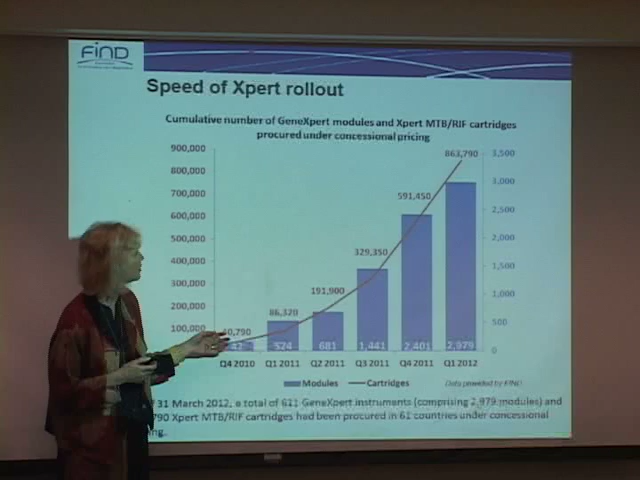 FIND
Speed of Xpert rollout
Cumulative number of GeneXpert modules and Xpert MTB/RIF cartridges
procured under concessional pricing
900,000
800,000
700,000
600,000
500,000
400,000
300,000
200,000
100,000
3,500
3,000
2,500
2,000
1,500
1,000
500
0
863,790
591,450
329,350
191,900
86,320
40,790
524
681
1,441
2,401
2,979
Q4 2010
Q1 2011
Q2 2011
Q3 2011
Q4 2011
Q1 2012
Modules
Cartridges
Data provided by FIND
31 March 2012, a total of 611 GeneXpert instruments (comprising 2,979 modules) and
790 Xpert MTB/RIF cartridges had been procured in 61 countries under concessional